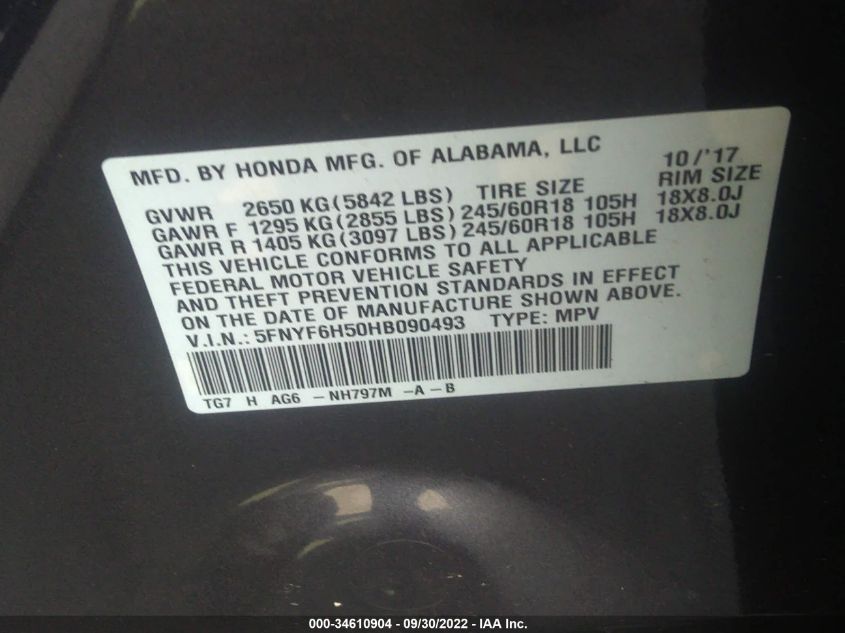 MFD. BY HONDA MFG. OF ALABAMA, LLC 10/'17
GVWR 2650 KG(5842 LBS) TIRE SIZE RIM SIZE
GAWR F 1295 KG(2855 LBS)245/60R18 105H 18X8.0J
GAWR R 1405 KG(3097 LBS)245/60R18 105H 18X8.0J
THIS VEHICLE CONFORMS TO ALL APPLICABLE
FEDERAL MOTOR VEHICLE SAFETY
AND THEFT PREVENTION STANDARDS IN EFFECT
ON THE DATE OF MANUFACTURE SHOWN ABOVE.
V.I.N.: 5FNYF6H50HB090493 TYPE: MPV
TG7 H AG6 -NH797M -A-B
000-34610904 - 09/30/2022 - IAA Inc.